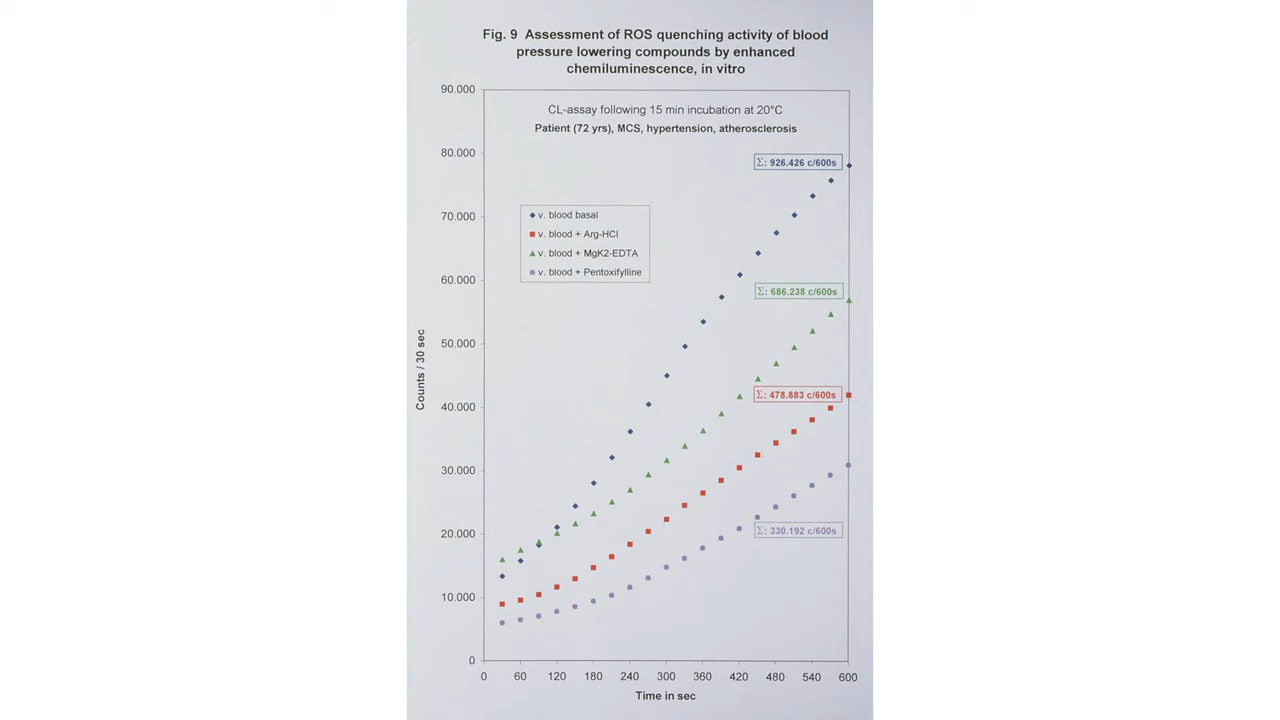 Fig. 9 Assessment of ROS quenching activity of blood
pressure lowering compounds by enhanced
chemiluminescence, in vitro
90.000
CL-assay following 15 min incubation at 20°C
Patient (72 yrs), MCS, hypertension, atherosclerosis
80.000
Σ: 926.426 c/600s
70.000
v. blood basal
v. blood + Arg-HCl
v. blood + MgK2-EDTA
v. blood + Pentoxifylline
60.000
Σ: 686.238 c/600s
50.000
Counts / 30 sec
40.000
Σ: 478.883 c/600s
30.000
20.000
Σ: 330.192 c/600s
10.000
0
0 60 120 180 240 300 360 420 480 540 600
Time in sec